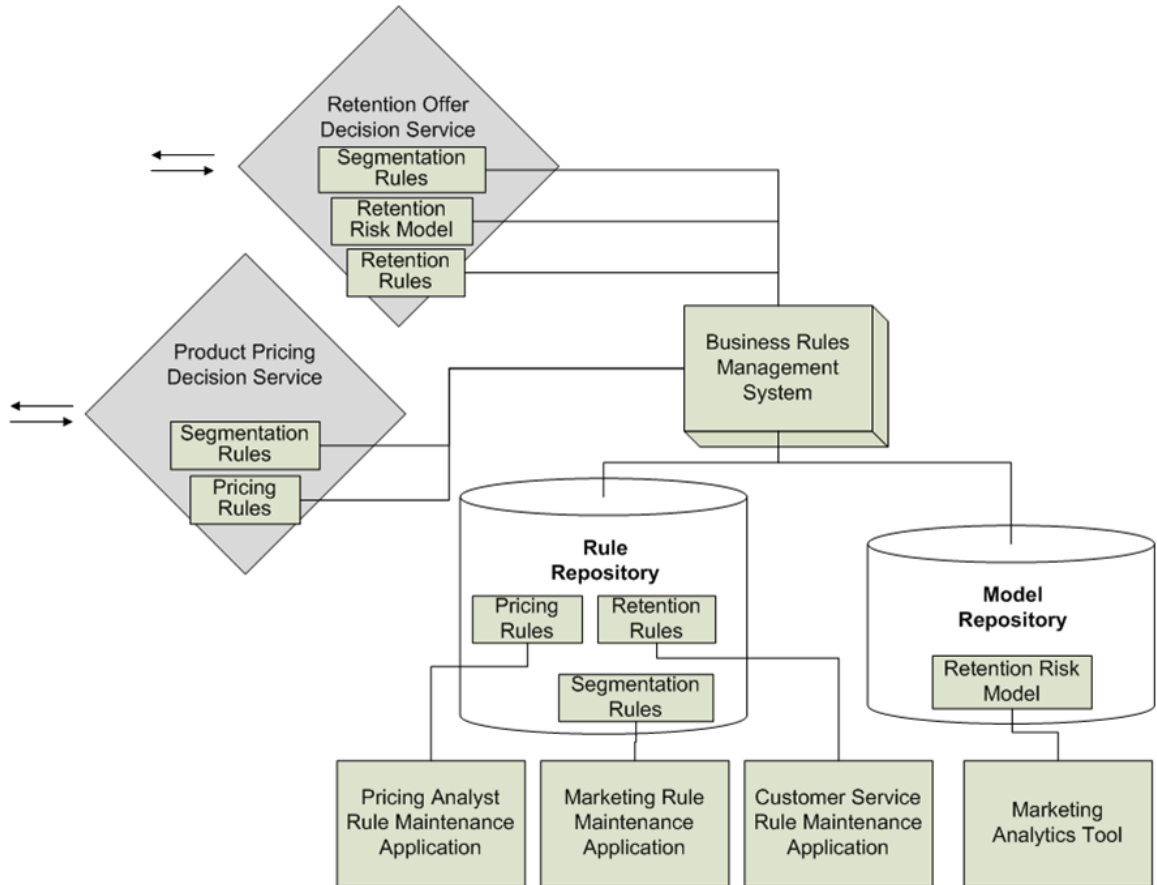 Retention Offer
Decision Service
Segmentation
Rules
Retention
Risk Model
Retention
Rules
Product Pricing
Decision Service
Segmentation
Rules
Pricing
Rules
Business Rules
Management
System
Rule
Repository
Pricing
Rules
Retention
Rules
Segmentation
Rules
Model
Repository
Retention Risk
Model
Pricing Analyst
Rule Maintenance
Application
Marketing Rule
Maintenance
Application
Customer Service
Rule Maintenance
Application
Marketing
Analytics Tool